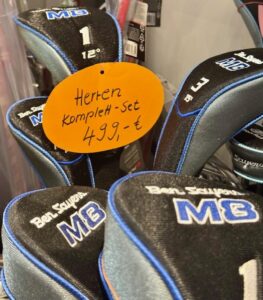 MB
1
12°
Herren
Komplett-Set
499,-€
MB
3
Ben Sayers
MB
Ben Sayers
MB
1